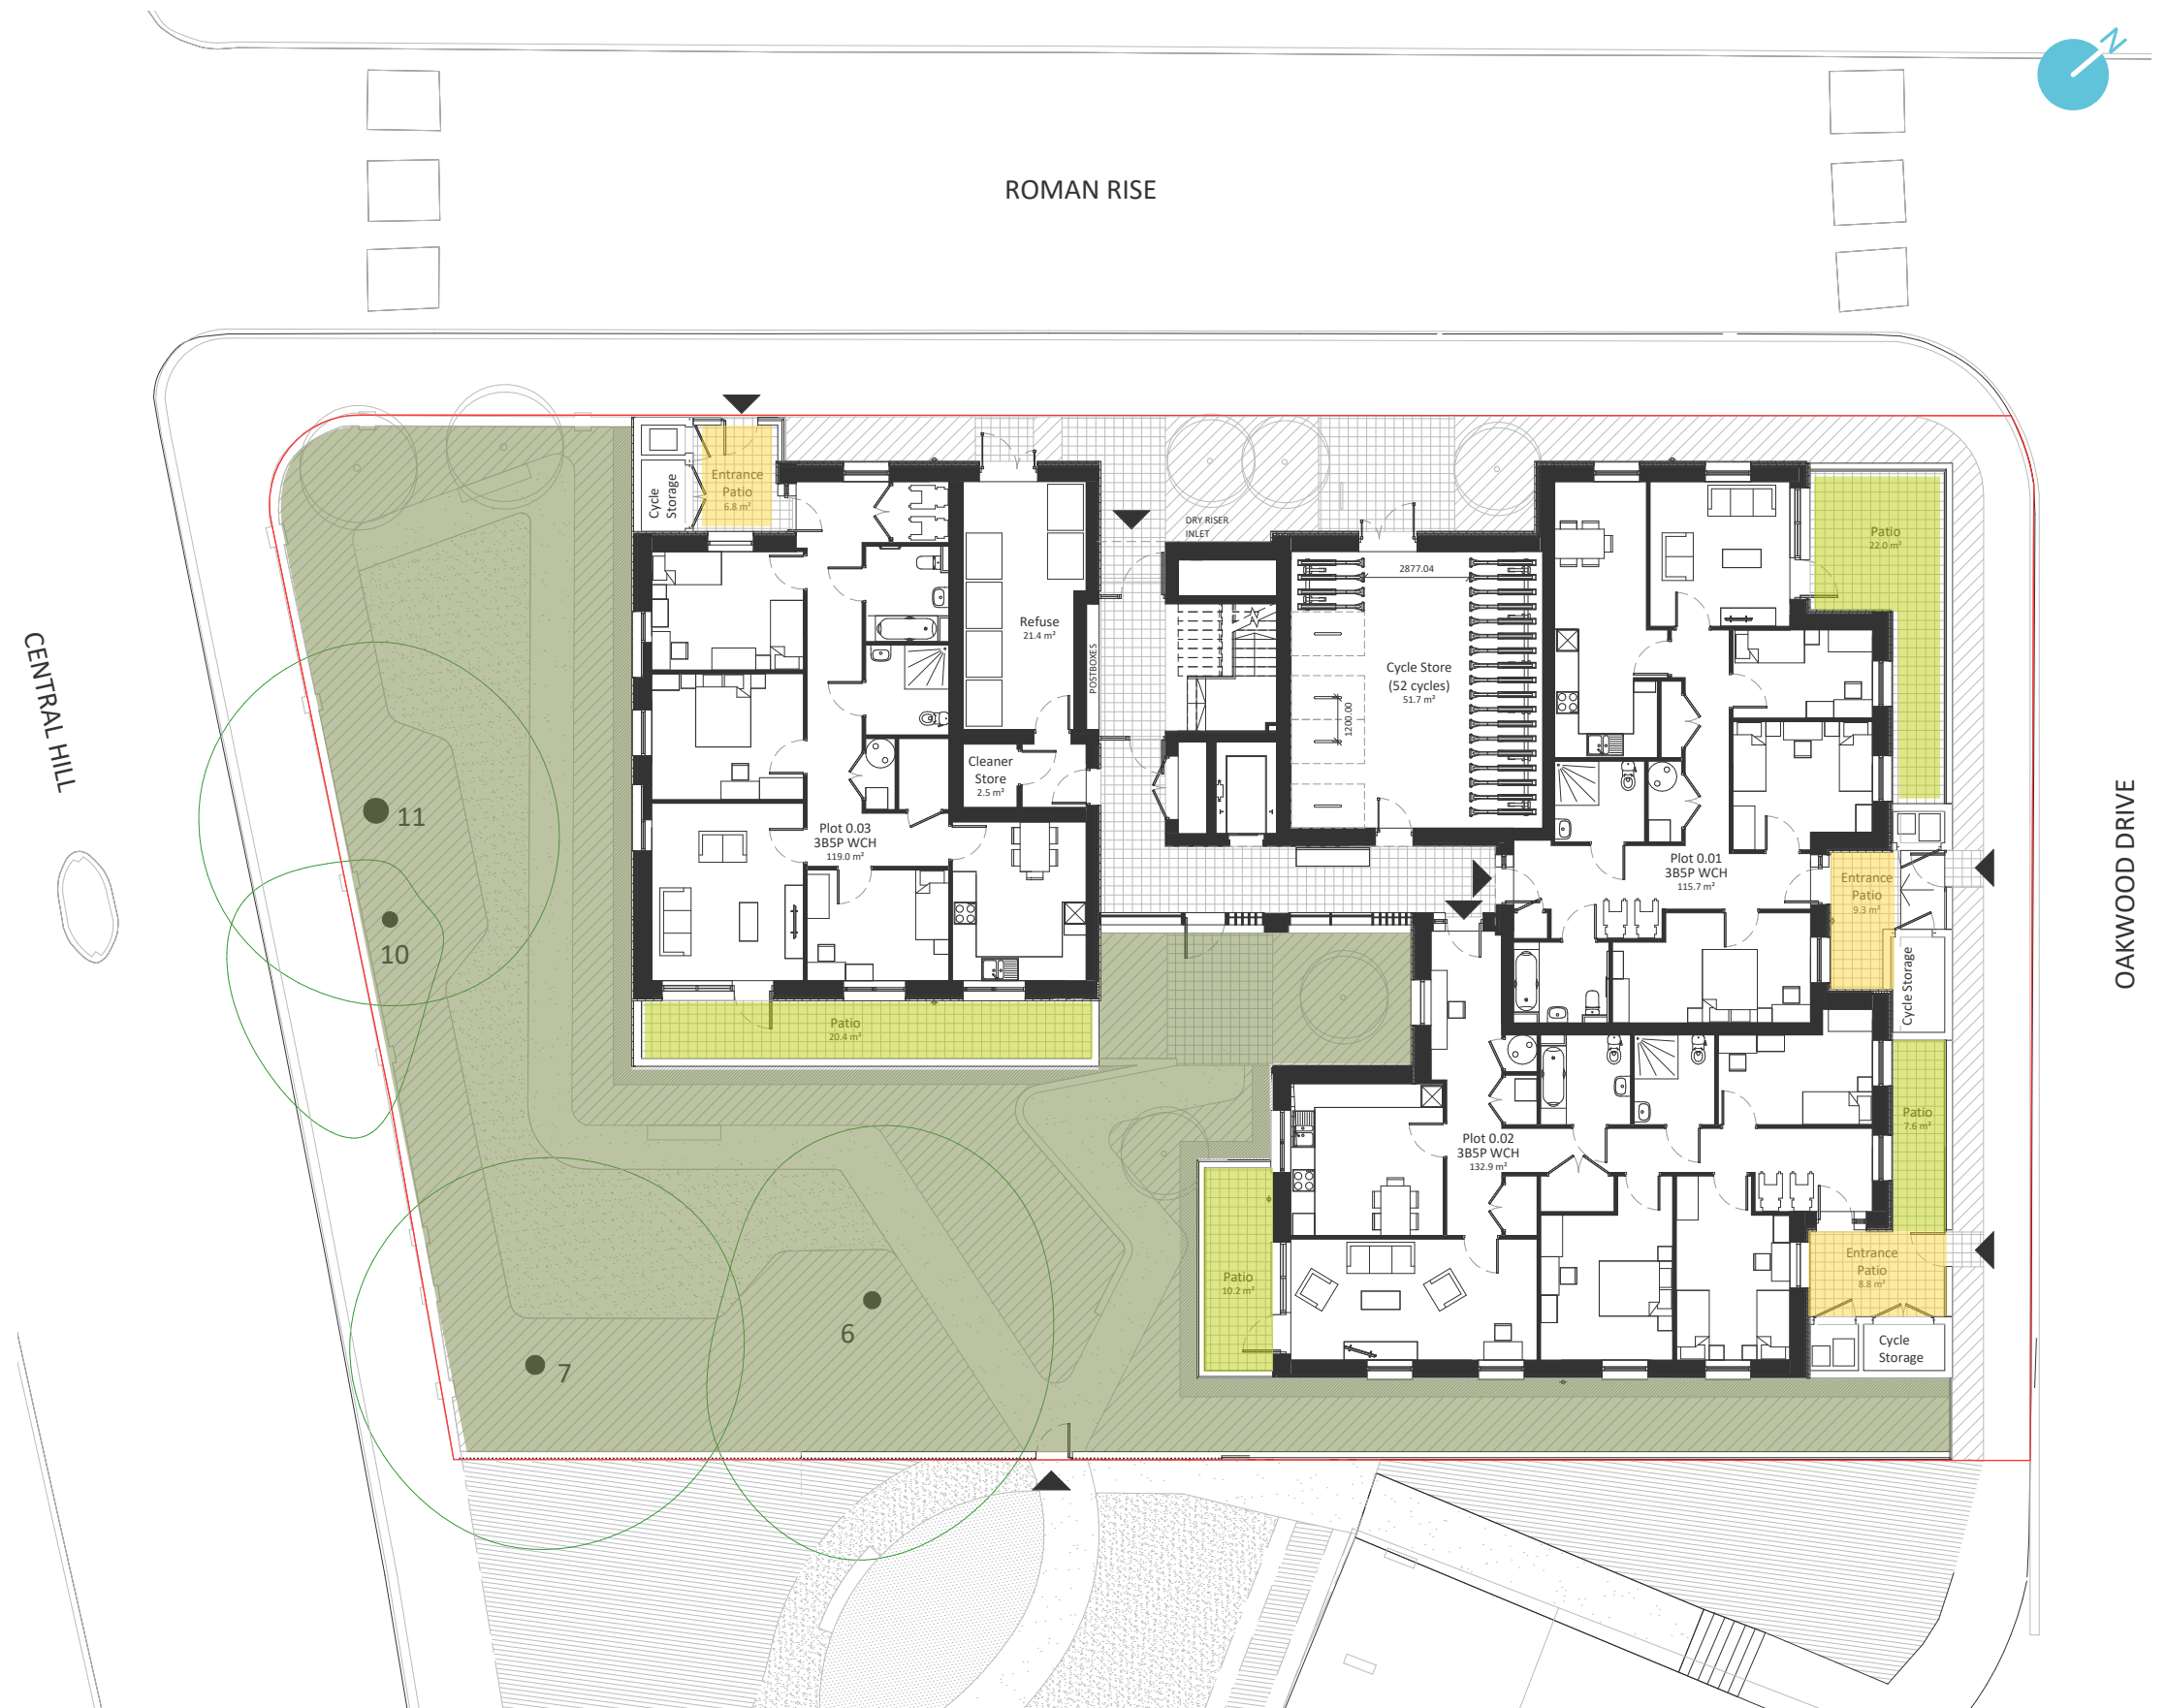 N
ROMAN RISE
Entrance
Patio
6.8 m²
Cycle
Storage
DRY RISER
INLET
Patio
22.0 m²
2877.04
Refuse
21.4 m²
POSTBOXES
Cycle Store
(52 cycles)
51.7 m²
1200.00
CENTRAL HILL
Cleaner
Store
2.5 m²
11
Plot 0.03
3B5P WCH
119.0 m²
Plot 0.01
3B5P WCH
115.7 m²
Entrance
Patio
9.3 m²
OAKWOOD DRIVE
10
Cycle Storage
Patio
20.4 m²
Patio
7.6 m²
Plot 0.02
3B5P WCH
132.9 m²
Entrance
Patio
8.8 m²
Patio
10.2 m²
6
7
Cycle
Storage